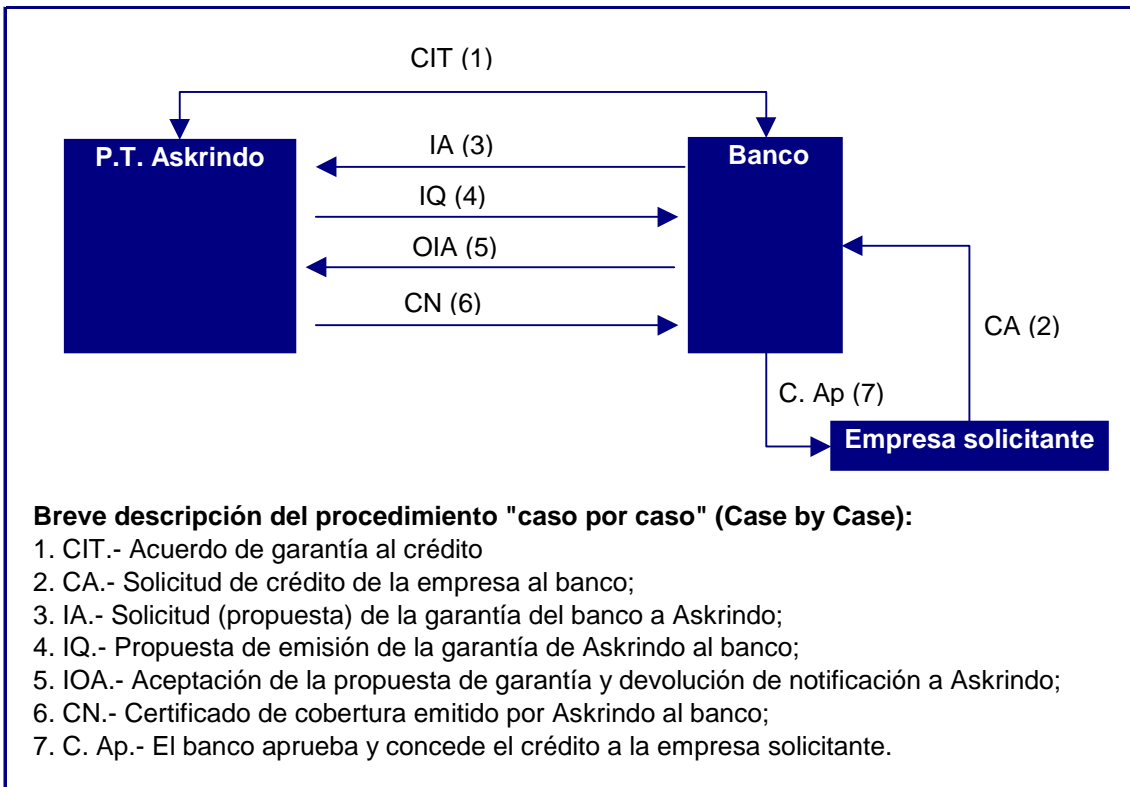 CIT (1)
P.T. Askrindo
Banco
IA (3)
IQ (4)
OIA (5)
CN (6)
CA (2)
C. Ap (7)
Empresa solicitante
Breve descripción del procedimiento "caso por caso" (Case by Case):
1. CIT.- Acuerdo de garantía al crédito
2. CA.- Solicitud de crédito de la empresa al banco;
3. IA.- Solicitud (propuesta) de la garantía del banco a Askrindo;
4. IQ.- Propuesta de emisión de la garantía de Askrindo al banco;
5. IOA.- Aceptación de la propuesta de garantía y devolución de notificación a Askrindo;
6. CN.- Certificado de cobertura emitido por Askrindo al banco;
7. C. Ap.- El banco aprueba y concede el crédito a la empresa solicitante.